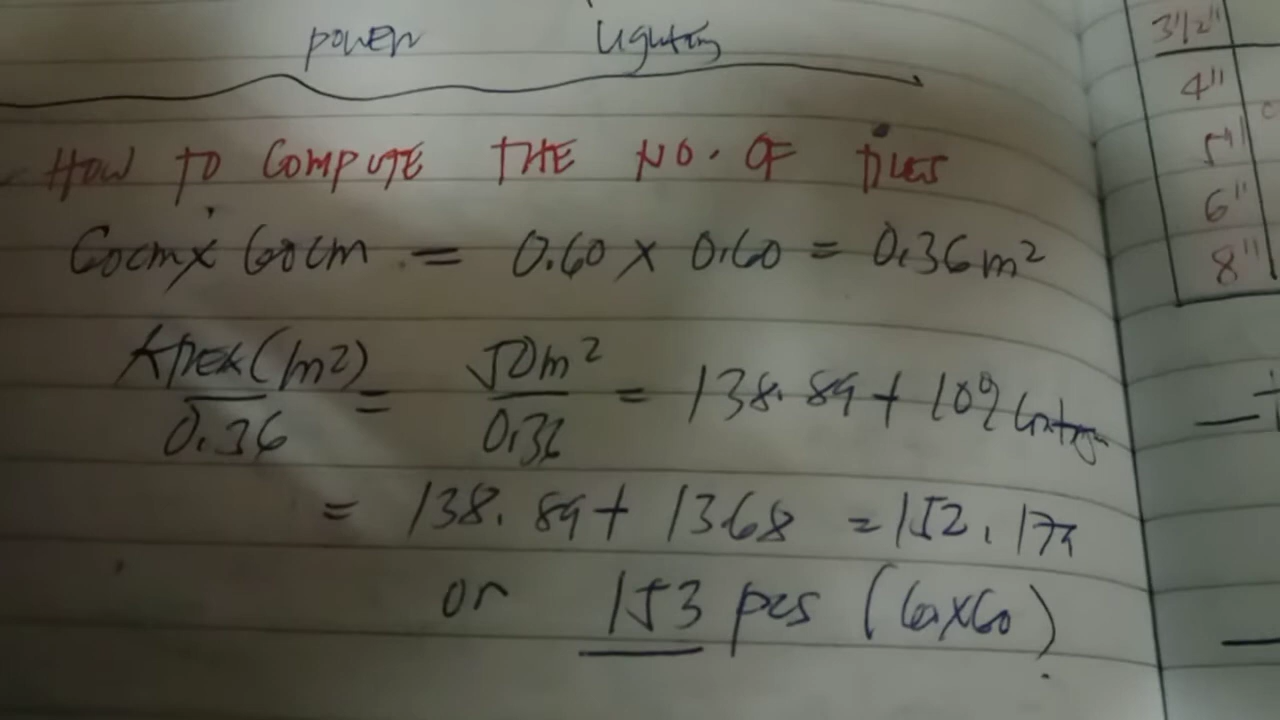 power lighting
HOW TO COMPUTE THE NO. OF TILES
60cm x 60cm = 0.60 x 0.60 = 0.36m2
Area (m2) = 50m2 = 138.89 + 10%
0.36 0.36
= 138.89 + 13.68 = 152.17
or 153 pcs (60x60)
3 1/2"
4"
5"
6"
8"